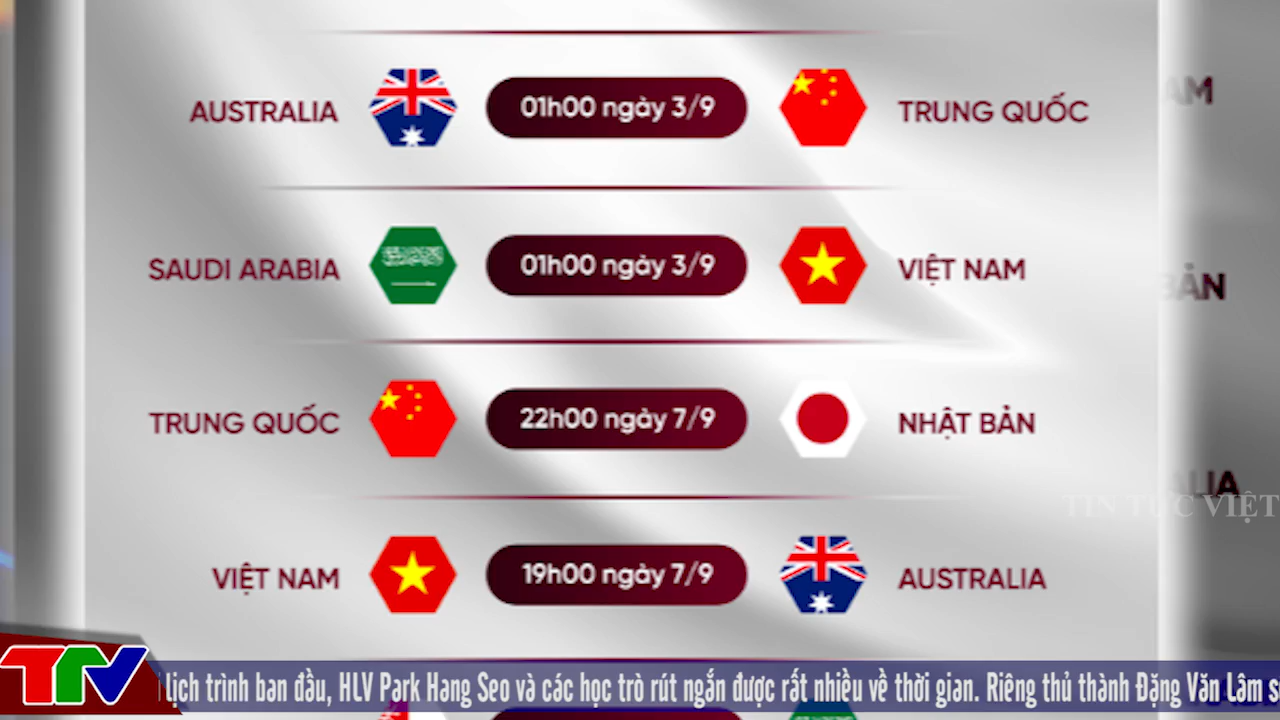 AUSTRALIA 01h00 ngày 3/9 TRUNG QUỐC
SAUDI ARABIA 01h00 ngày 3/9 VIỆT NAM
TRUNG QUỐC 22h00 ngày 7/9 NHẬT BẢN
VIỆT NAM 19h00 ngày 7/9 AUSTRALIA
TIN TỨC VIỆT
TTV lịch trình ban đầu, HLV Park Hang Seo và các học trò rút ngắn được rất nhiều về thời gian. Riêng thủ thành Đặng Văn Lâm